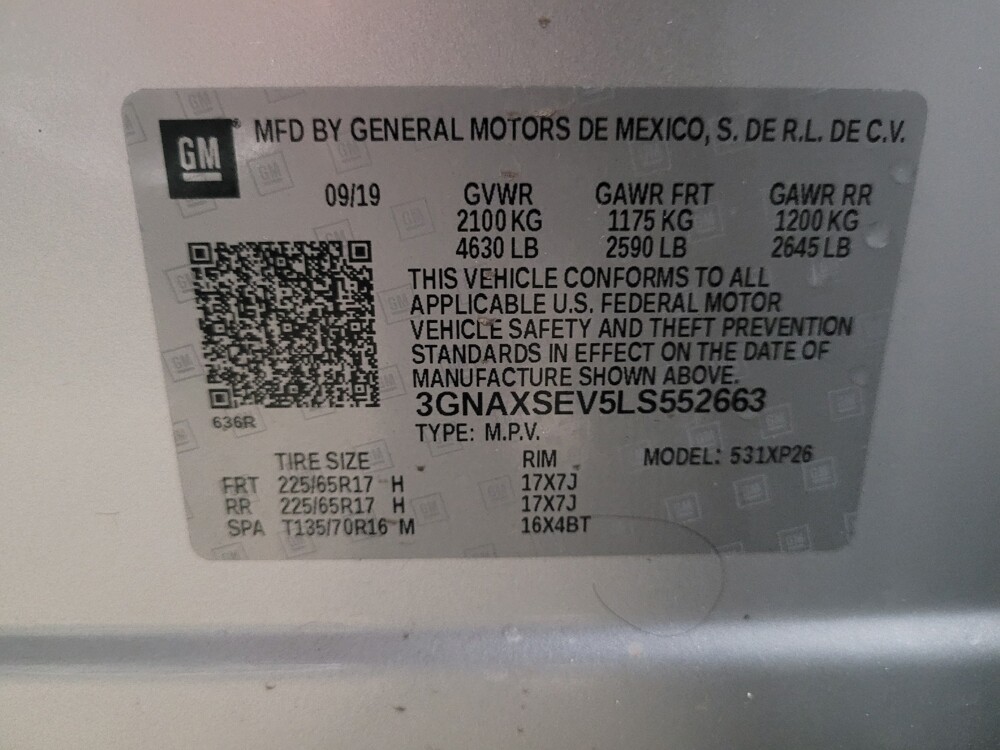 GM® MFD BY GENERAL MOTORS DE MEXICO, S. DE R.L. DE C.V.
09/19 GVWR GAWR FRT GAWR RR
2100 KG 1175 KG 1200 KG
4630 LB 2590 LB 2645 LB
THIS VEHICLE CONFORMS TO ALL
APPLICABLE U.S. FEDERAL MOTOR
VEHICLE SAFETY AND THEFT PREVENTION
STANDARDS IN EFFECT ON THE DATE OF
MANUFACTURE SHOWN ABOVE.
3GNAXSEV5LS552663
636R
TYPE: M.P.V.
TIRE SIZE RIM MODEL: 531XP26
FRT 225/65R17 H 17X7J
RR 225/65R17 H 17X7J
SPA T135/70R16 M 16X4BT